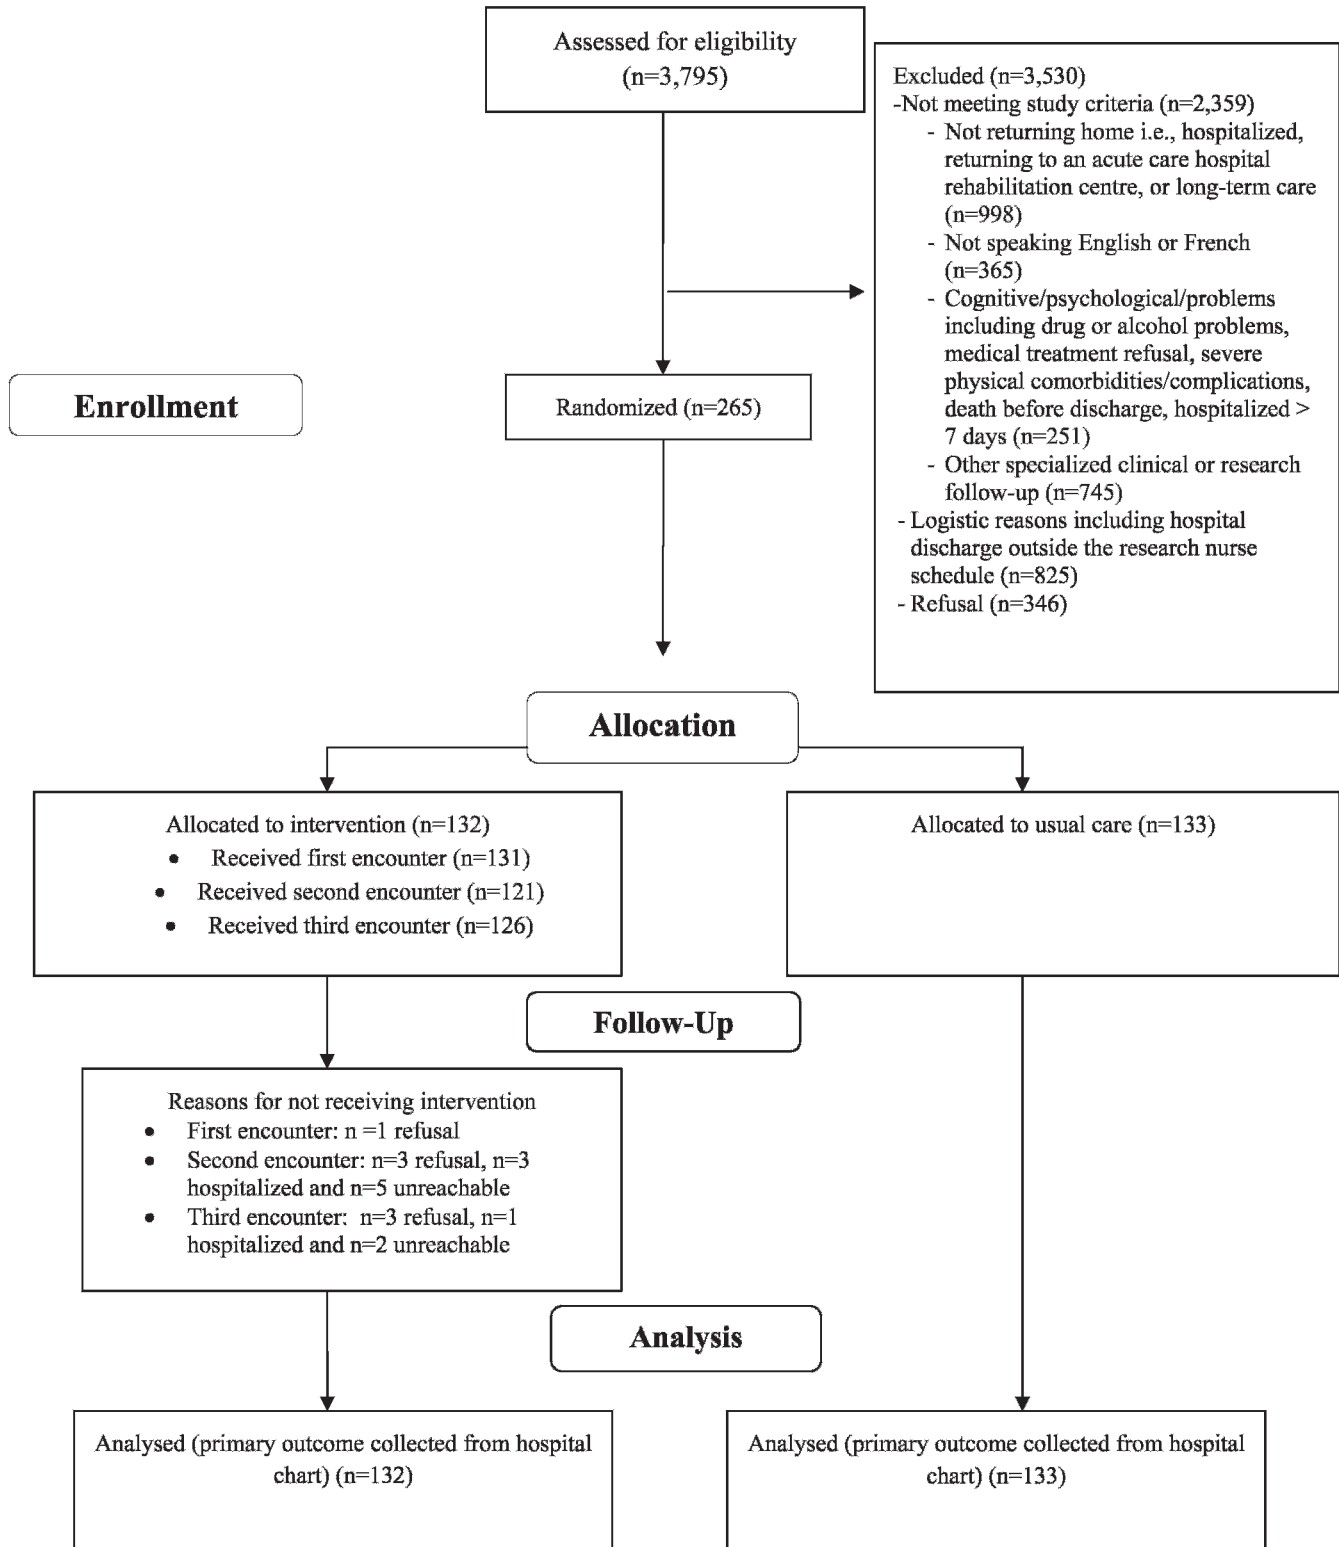 Assessed for eligibility
(n=3,795)
Excluded (n=3,530)
-Not meeting study criteria (n=2,359)
- Not returning home i.e., hospitalized,
returning to an acute care hospital
rehabilitation centre, or long-term care
(n=998)
- Not speaking English or French
(n=365)
- Cognitive/psychological/problems
including drug or alcohol problems,
medical treatment refusal, severe
physical comorbidities/complications,
death before discharge, hospitalized >
7 days (n=251)
- Other specialized clinical or research
follow-up (n=745)
- Logistic reasons including hospital
discharge outside the research nurse
schedule (n=825)
- Refusal (n=346)
Enrollment
Randomized (n=265)
Allocation
Allocated to intervention (n=132)
• Received first encounter (n=131)
• Received second encounter (n=121)
• Received third encounter (n=126)
Allocated to usual care (n=133)
Follow-Up
Reasons for not receiving intervention
• First encounter: n =1 refusal
• Second encounter: n=3 refusal, n=3
hospitalized and n=5 unreachable
• Third encounter: n=3 refusal, n=1
hospitalized and n=2 unreachable
Analysis
Analysed (primary outcome collected from hospital
chart) (n=132)
Analysed (primary outcome collected from hospital
chart) (n=133)